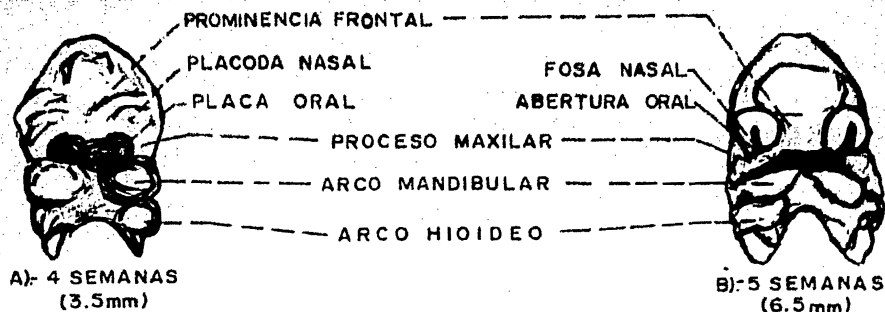 PROMINENCIA FRONTAL
PLACODA NASAL
FOSA NASAL
PLACA ORAL
ABERTURA ORAL
PROCESO MAXILAR
ARCO MANDIBULAR
ARCO HIOIDEO
A):- 4 SEMANAS
(3.5mm)
B):-5 SEMANAS
(6.5mm)